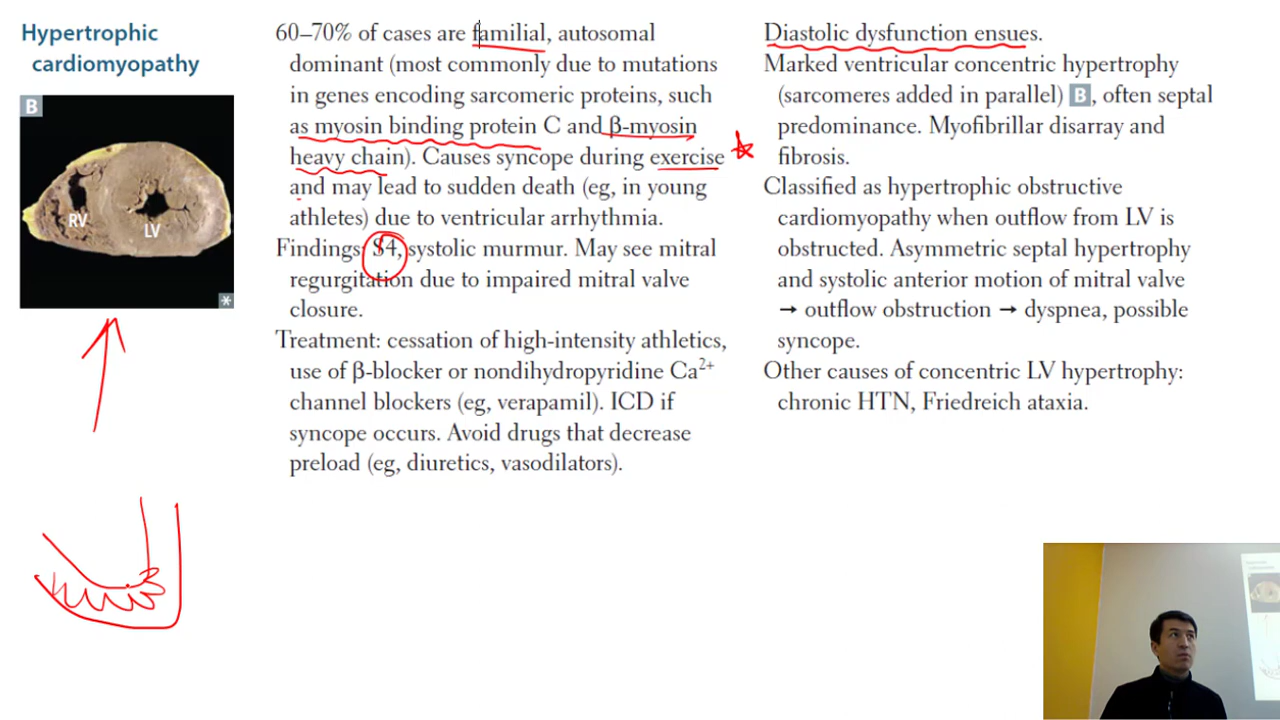 Hypertrophic
cardiomyopathy
B
RV
LV
*
60–70% of cases are familial, autosomal
dominant (most commonly due to mutations
in genes encoding sarcomeric proteins, such
as myosin binding protein C and β-myosin
heavy chain). Causes syncope during exercise
and may lead to sudden death (eg, in young
athletes) due to ventricular arrhythmia.
Findings: S4, systolic murmur. May see mitral
regurgitation due to impaired mitral valve
closure.
Treatment: cessation of high-intensity athletics,
use of β-blocker or nondihydropyridine Ca2+
channel blockers (eg, verapamil). ICD if
syncope occurs. Avoid drugs that decrease
preload (eg, diuretics, vasodilators).
Diastolic dysfunction ensues.
Marked ventricular concentric hypertrophy
(sarcomeres added in parallel) B, often septal
predominance. Myofibrillar disarray and
fibrosis.
Classified as hypertrophic obstructive
cardiomyopathy when outflow from LV is
obstructed. Asymmetric septal hypertrophy
and systolic anterior motion of mitral valve
→ outflow obstruction → dyspnea, possible
syncope.
Other causes of concentric LV hypertrophy:
chronic HTN, Friedreich ataxia.